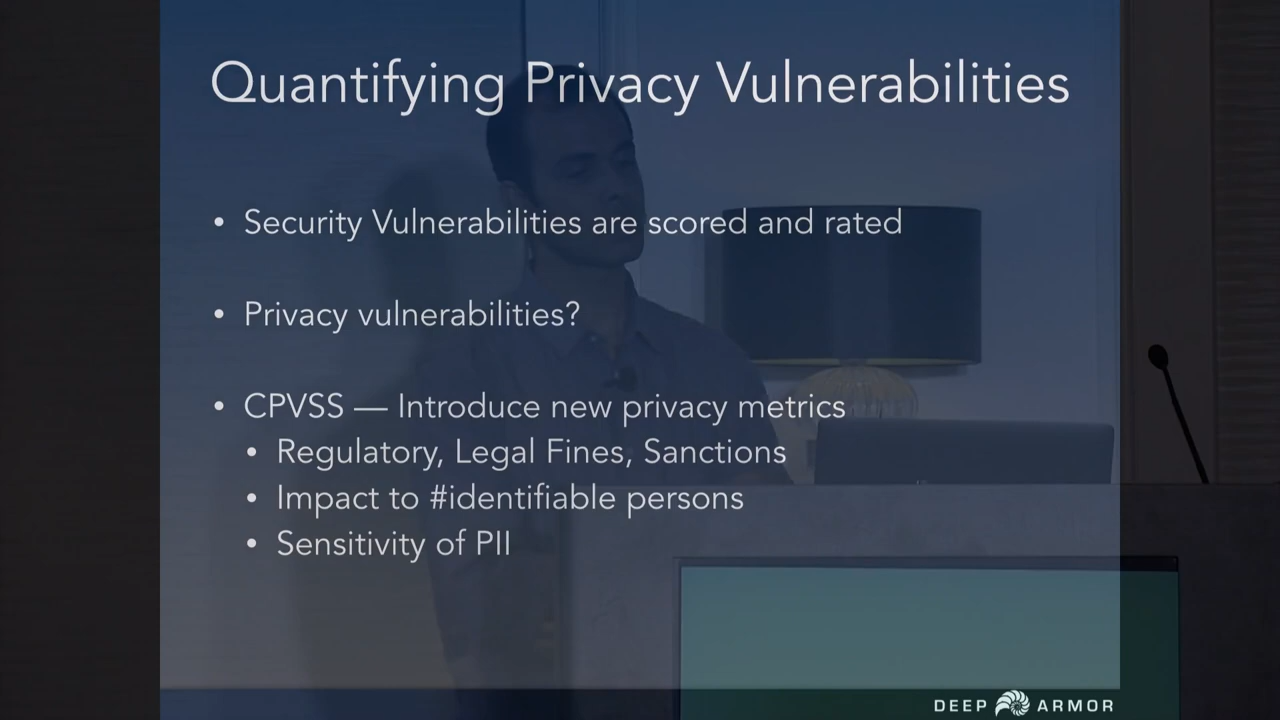 Quantifying Privacy Vulnerabilities
• Security Vulnerabilities are scored and rated
• Privacy vulnerabilities?
• CPVSS — Introduce new privacy metrics
• Regulatory, Legal Fines, Sanctions
• Impact to #identifiable persons
• Sensitivity of PII
DEEP ARMOR